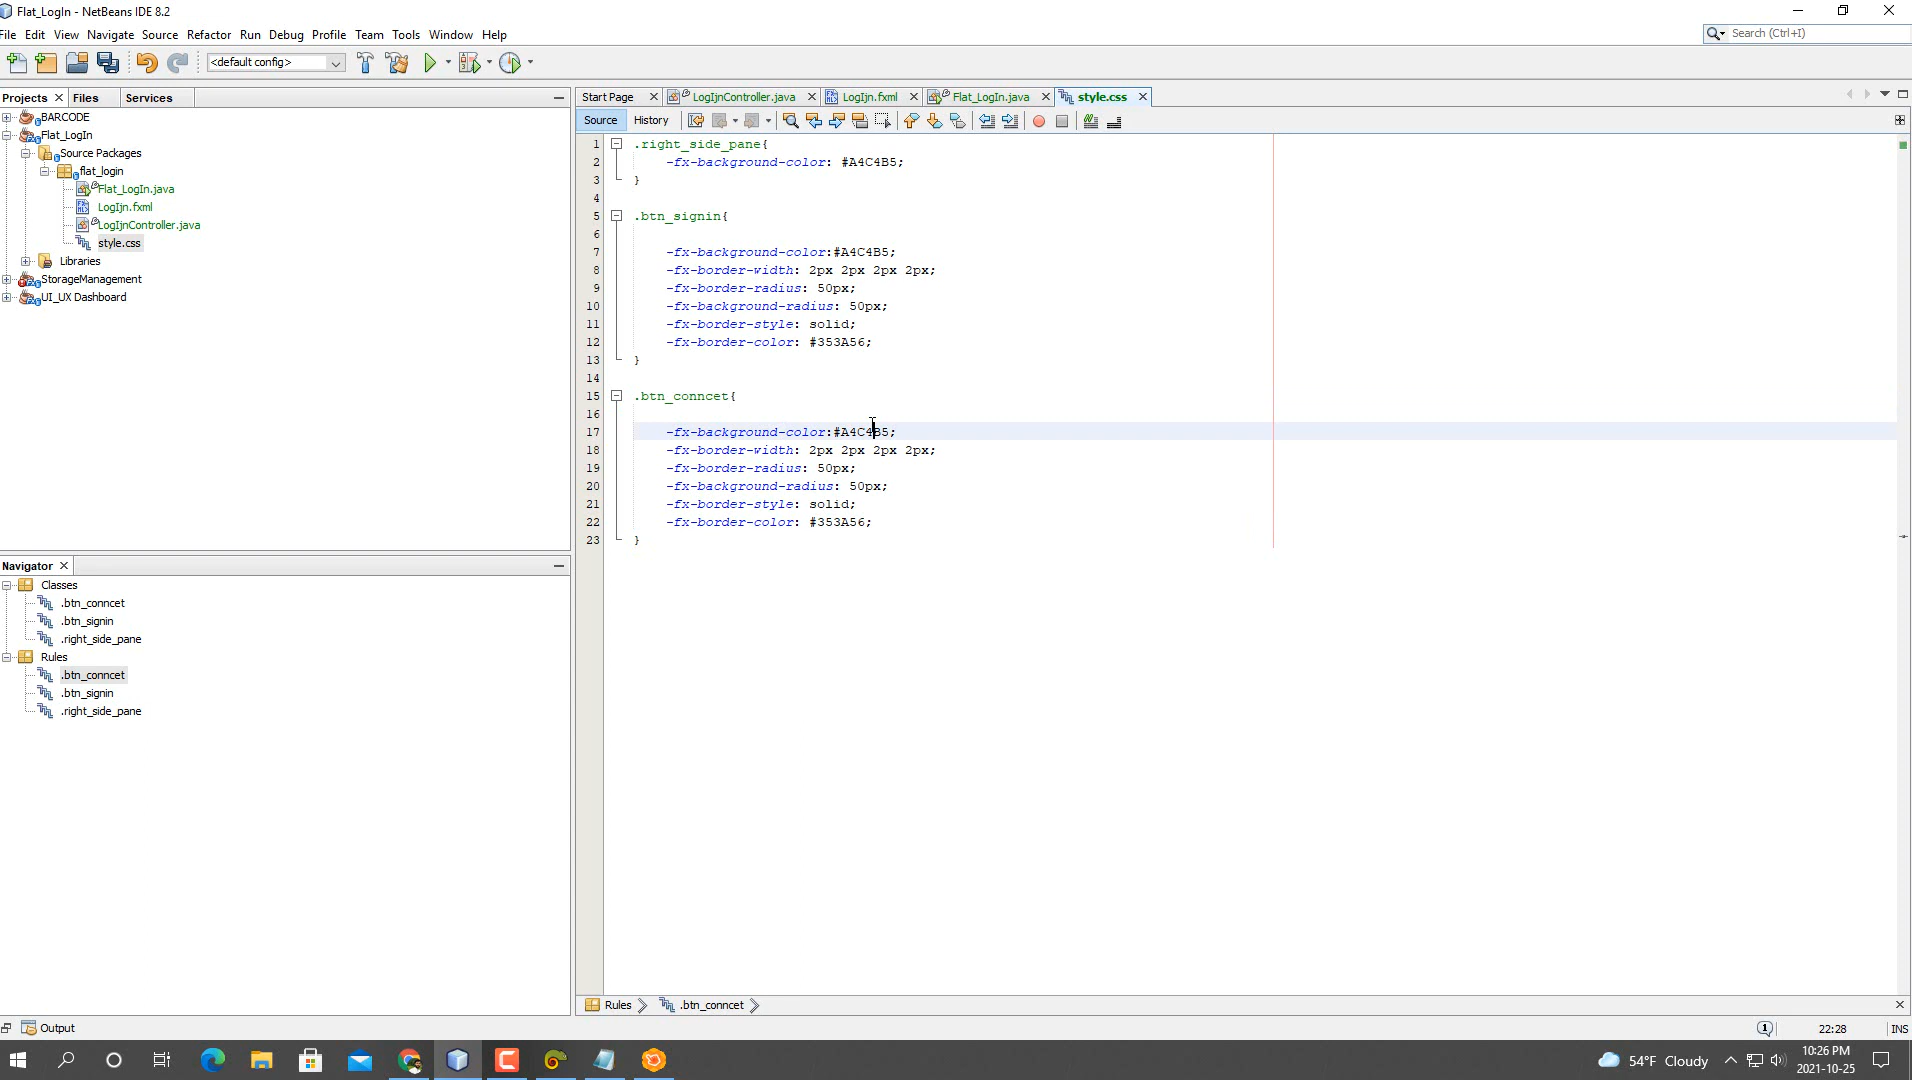 Flat_LogIn - NetBeans IDE 8.2
File Edit View Navigate Source Refactor Run Debug Profile Team Tools Window Help
Search (Ctrl+I)
<default config>
Projects Files Services
Start Page LogIjnController.java LogIjn.fxml Flat_LogIn.java style.css
Source History
BARCODE
Flat_LogIn
Source Packages
flat_login
Flat_LogIn.java
LogIjn.fxml
LogIjnController.java
style.css
Libraries
StorageManagement
UI_UX Dashboard
1 .right_side_pane{
2 -fx-background-color: #A4C4B5;
3 }
4
5 .btn_signin{
6
7 -fx-background-color:#A4C4B5;
8 -fx-border-width: 2px 2px 2px 2px;
9 -fx-border-radius: 50px;
10 -fx-background-radius: 50px;
11 -fx-border-style: solid;
12 -fx-border-color: #353A56;
13 }
14
15 .btn_conncet{
16
17 -fx-background-color:#A4C4B5;
18 -fx-border-width: 2px 2px 2px 2px;
19 -fx-border-radius: 50px;
20 -fx-background-radius: 50px;
21 -fx-border-style: solid;
22 -fx-border-color: #353A56;
23 }
Navigator
Classes
.btn_conncet
.btn_signin
.right_side_pane
Rules
.btn_conncet
.btn_signin
.right_side_pane
Rules .btn_conncet
Output
1 22:28 INS
54°F Cloudy
10:26 PM
2021-10-25